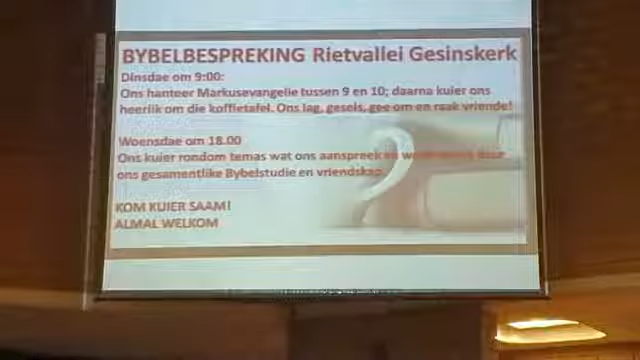 BYBELBESPREKING Rietvallei Gesinskerk
Dinsdae om 9:00:
Ons hanteer Markusevangelie tussen 9 en 10; daarna kuier ons
heerlik om die koffietafel. Ons lag, gesels, gee om en raak vriende!
Woensdae om 18.00
Ons kuier rondom temas wat ons aanspreek en
ons gesamentlike Bybelstudie en vriendskap.
KOM KUIER SAAM!
ALMAL WELKOM